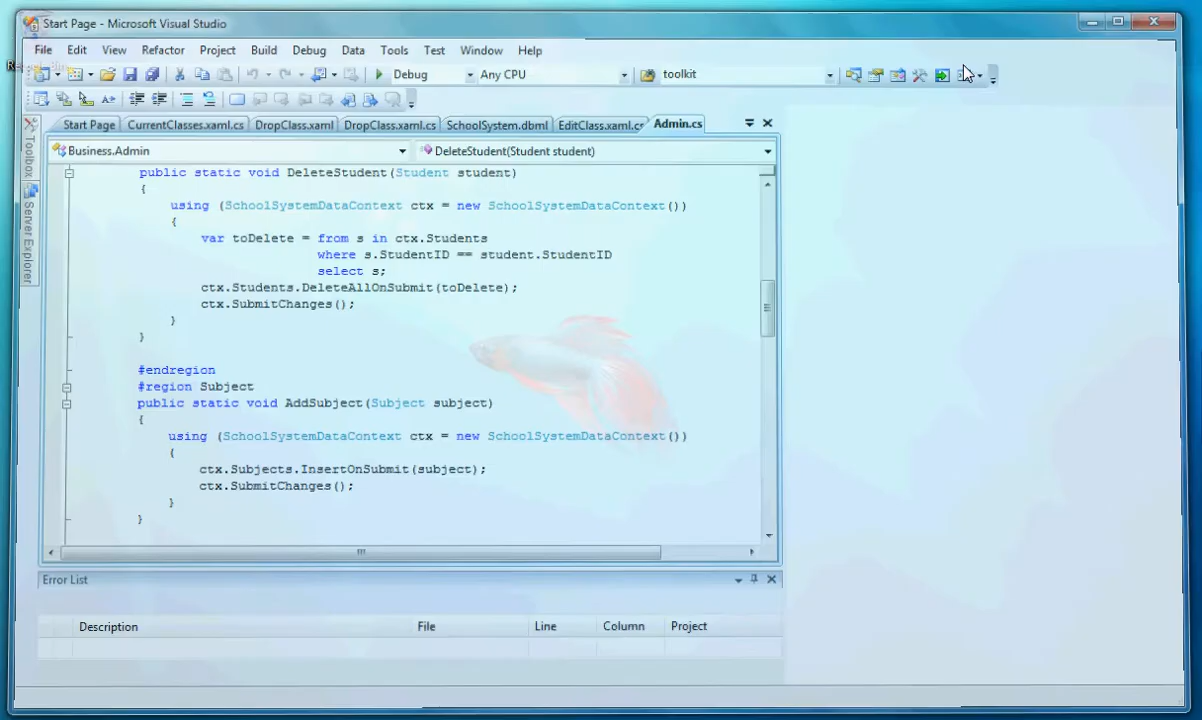 Start Page - Microsoft Visual Studio
File Edit View Refactor Project Build Debug Data Tools Test Window Help
Debug Any CPU toolkit
Start Page CurrentClasses.xaml.cs DropClass.xaml DropClass.xaml.cs SchoolSystem.dbml EditClass.xaml.cs Admin.cs
Toolbox
Server Explorer
Business.Admin DeleteStudent(Student student)
public static void DeleteStudent(Student student)
{
using (SchoolSystemDataContext ctx = new SchoolSystemDataContext())
{
var toDelete = from s in ctx.Students
where s.StudentID == student.StudentID
select s;
ctx.Students.DeleteAllOnSubmit(toDelete);
ctx.SubmitChanges();
}
}
#endregion
#region Subject
public static void AddSubject(Subject subject)
{
using (SchoolSystemDataContext ctx = new SchoolSystemDataContext())
{
ctx.Subjects.InsertOnSubmit(subject);
ctx.SubmitChanges();
}
}
Error List
Description File Line Column Project